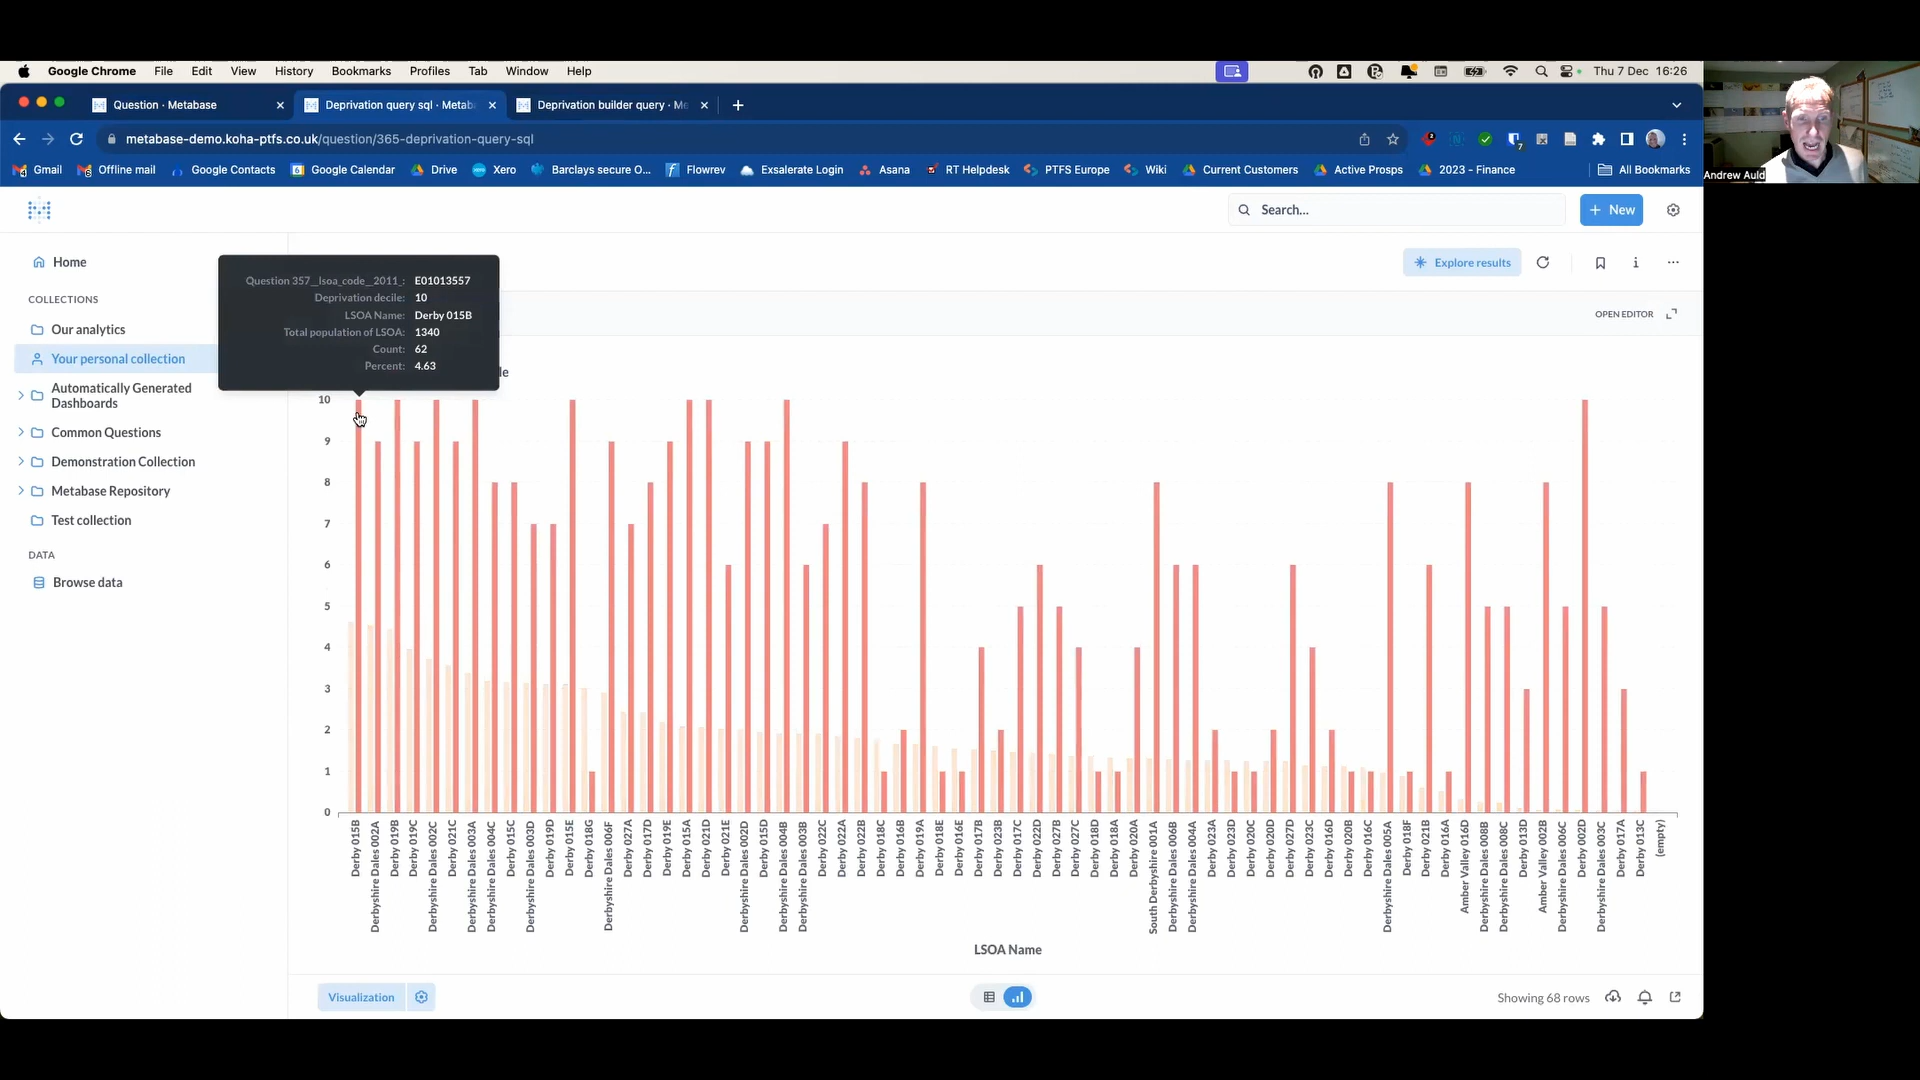 Google Chrome File Edit View History Bookmarks Profiles Tab Window Help Thu 7 Dec 16:26
Question · Metabase
Deprivation query sql · Metab
Deprivation builder query · Me
metabase-demo.koha-ptfs.co.uk/question/365-deprivation-query-sql
Gmail Offline mail Google Contacts Google Calendar Drive Xero Barclays secure O... Flowrev Exsalerate Login Asana RT Helpdesk PTFS Europe Wiki Current Customers Active Prosps 2023 - Finance All Bookmarks
Andrew Auld
Search...
+ New
Home
COLLECTIONS
Our analytics
Your personal collection
Automatically Generated
Dashboards
Common Questions
Demonstration Collection
Metabase Repository
Test collection
DATA
Browse data
Explore results
OPEN EDITOR
Question 357__lsoa_code__2011_: E01013557
Deprivation decile: 10
LSOA Name: Derby 015B
Total population of LSOA: 1340
Count: 62
Percent: 4.63
le
10
9
8
7
6
5
4
3
2
1
0
Derby 015B
Derbyshire Dales 002A
Derby 019B
Derby 019C
Derbyshire Dales 002C
Derby 021C
Derbyshire Dales 003A
Derbyshire Dales 004C
Derby 015C
Derbyshire Dales 003D
Derby 019D
Derby 015E
Derby 018G
Derbyshire Dales 006F
Derby 027A
Derby 017D
Derby 019E
Derby 015A
Derby 021D
Derby 021E
Derbyshire Dales 002D
Derby 015D
Derbyshire Dales 004B
Derbyshire Dales 003B
Derby 022C
Derby 022A
Derby 022B
Derby 018C
Derby 016B
Derby 019A
Derby 018E
Derby 016E
Derby 017B
Derby 023B
Derby 017C
Derby 022D
Derby 027B
Derby 027C
Derby 018D
Derby 018A
Derby 020A
South Derbyshire 001A
Derbyshire Dales 006B
Derbyshire Dales 004A
Derby 023A
Derby 023D
Derby 020C
Derby 020D
Derby 027D
Derby 023C
Derby 016D
Derby 020B
Derby 016C
Derbyshire Dales 005A
Derby 018F
Derby 021B
Derby 016A
Amber Valley 016D
Derbyshire Dales 008B
Derbyshire Dales 008C
Derby 013D
Amber Valley 002B
Derbyshire Dales 006C
Derby 002D
Derbyshire Dales 003C
Derby 017A
Derby 013C
(empty)
LSOA Name
Visualization
Showing 68 rows